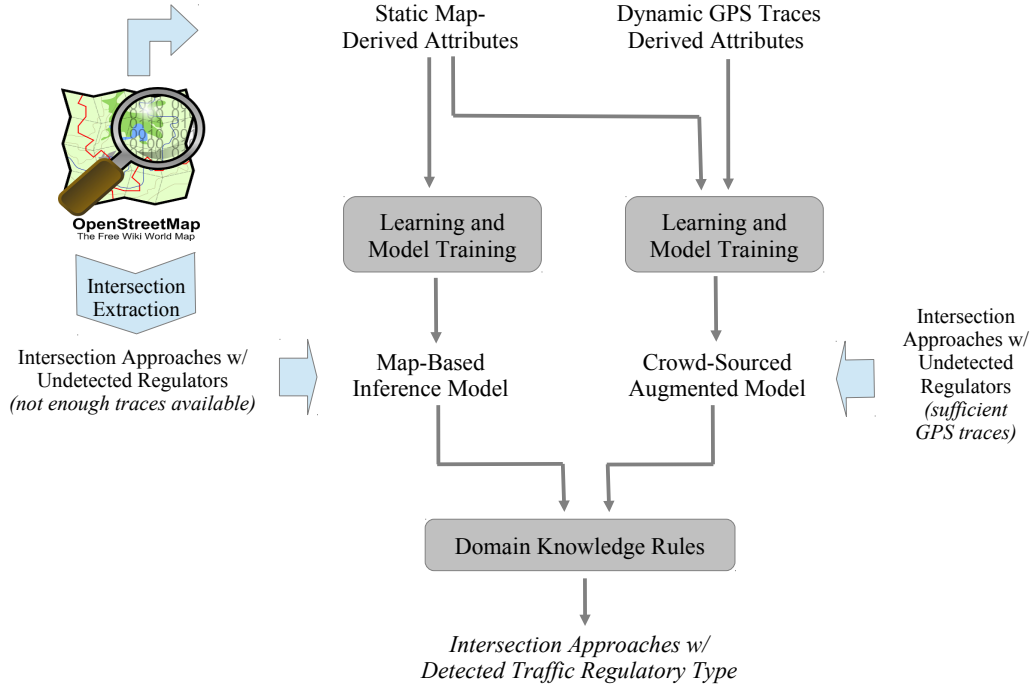 Static Map-
Derived Attributes
Dynamic GPS Traces
Derived Attributes
OpenStreetMap
The Free Wiki World Map
Learning and
Model Training
Learning and
Model Training
Intersection
Extraction
Intersection Approaches w/
Undetected Regulators
(not enough traces available)
Map-Based
Inference Model
Crowd-Sourced
Augmented Model
Intersection
Approaches w/
Undetected
Regulators
(sufficient
GPS traces)
Domain Knowledge Rules
Intersection Approaches w/
Detected Traffic Regulatory Type